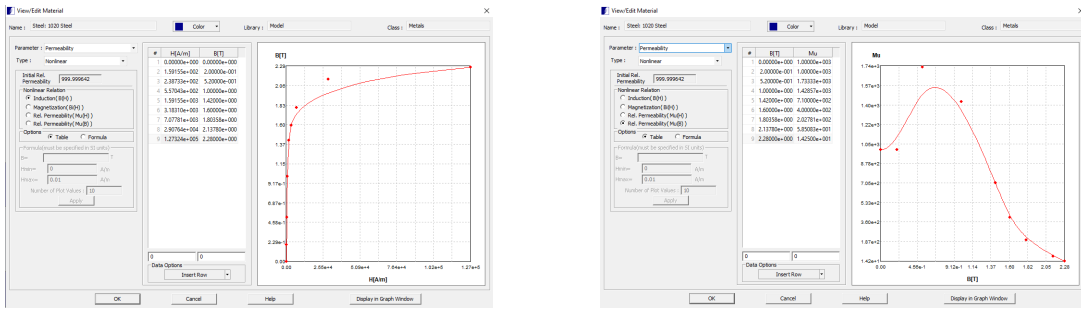 View/Edit Material
Name : Steel: 1020 Steel Color Library : Model Class : Metals
Parameter : Permeability
Type : Nonlinear
Initial Rel. Permeability 999.999642
Nonlinear Relation
Induction( B(H) )
Magnetization( Bi(H) )
Rel. Permeability( Mu(H) )
Rel. Permeability( Mu(B) )
Options
Table Formula
Formula(must be specified in SI units)
B= T
Hmin= 0 A/m
Hmax= 0.01 A/m
Number of Plot Values : 10
Apply
# H[A/m] B[T]
1 0.00000e+000 0.00000e+000
2 1.59155e+002 2.00000e-001
3 2.38733e+002 5.20000e-001
4 5.57043e+002 1.00000e+000
5 1.59155e+003 1.42000e+000
6 3.18310e+003 1.60000e+000
7 7.07781e+003 1.80358e+000
8 2.90764e+004 2.13780e+000
9 1.27324e+005 2.28000e+000
0 0
Data Options
Insert Row
B[T]
2.28
2.05
1.83
1.60
1.37
1.15
9.17e-1
6.87e-1
4.58e-1
2.29e-1
0.00
0.00 2.55e+4 5.09e+4 7.64e+4 1.02e+5 1.27e+5
H[A/m]
OK Cancel Help Display in Graph Window
View/Edit Material
Name : Steel: 1020 Steel Color Library : Model Class : Metals
Parameter : Permeability
Type : Nonlinear
Initial Rel. Permeability 999.999642
Nonlinear Relation
Induction( B(H) )
Magnetization( Bi(H) )
Rel. Permeability( Mu(H) )
Rel. Permeability( Mu(B) )
Options
Table Formula
Formula(must be specified in SI units)
B= T
Hmin= 0 A/m
Hmax= 0.01 A/m
Number of Plot Values : 10
Apply
# B[T] Mu
1 0.00000e+000 1.00000e+003
2 2.00000e-001 1.00000e+003
3 5.20000e-001 1.73333e+003
4 1.00000e+000 1.42857e+003
5 1.42000e+000 7.10000e+002
6 1.60000e+000 4.00000e+002
7 1.80358e+000 2.02781e+002
8 2.13780e+000 5.85083e+001
9 2.28000e+000 1.42500e+001
0 0
Data Options
Insert Row
Mu
1.74e+3
1.57e+3
1.40e+3
1.22e+3
1.05e+3
8.78e+2
7.06e+2
5.33e+2
3.60e+2
1.87e+2
1.42e+1
0.00 4.56e-1 9.12e-1 1.14 1.37 1.60 1.82 2.05 2.28
B[T]
OK Cancel Help Display in Graph Window